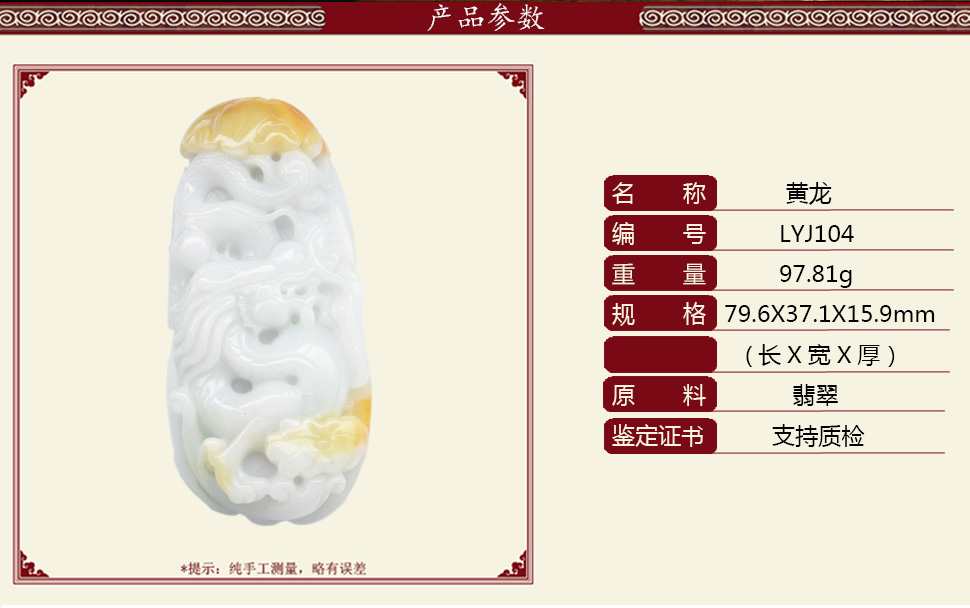 产品参数
名 称 黄龙
编 号 LYJ104
重 量 97.81g
规 格 79.6X37.1X15.9mm
（长X宽X厚）
原 料 翡翠
鉴定证书 支持质检
*提示：纯手工测量，略有误差